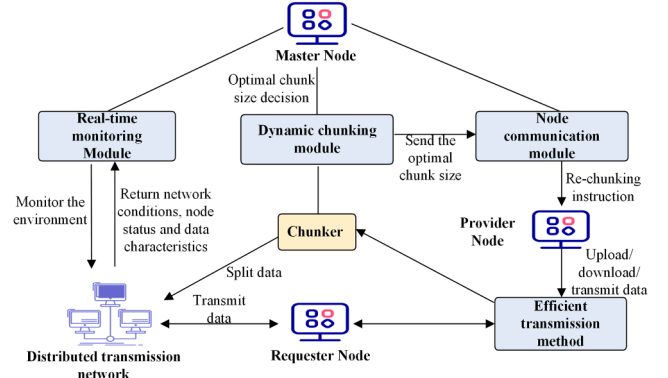 Master Node
Optimal chunk
size decision
Real-time
monitoring
Module
Dynamic chunking
module
Node
communication
module
Send the
optimal
chunk size
Monitor the
environment
Return network
conditions, node
status and data
characteristics
Re-chunking
instruction
Provider
Node
Chunker
Split data
Upload/
download/
transmit data
Transmit
data
Efficient
transmission
method
Distributed transmission
network
Requester Node